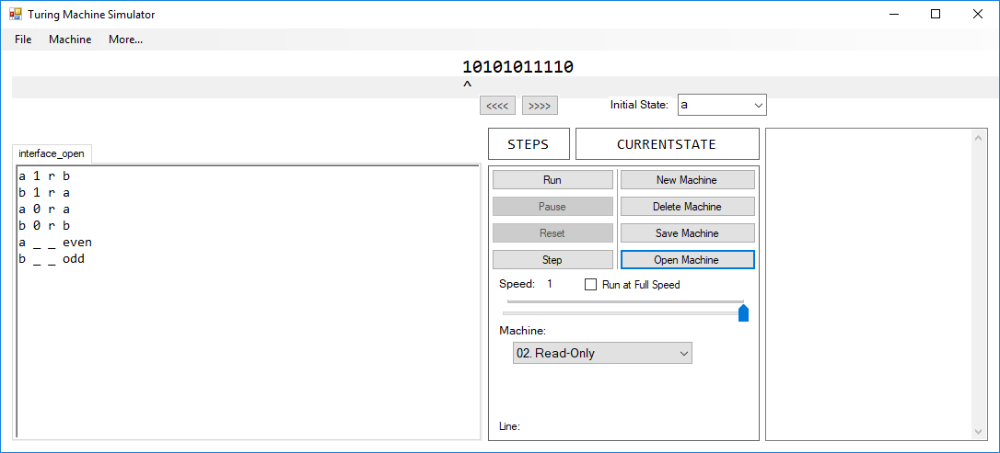 Turing Machine Simulator
File Machine More...
10101011110
^
<<<< >>>> Initial State: a
interface_open
a 1 r b
b 1 r a
a 0 r a
b 0 r b
a _ _ even
b _ _ odd
STEPS CURRENTSTATE
Run New Machine
Pause Delete Machine
Reset Save Machine
Step Open Machine
Speed: 1 Run at Full Speed
Machine:
02. Read-Only
Line: